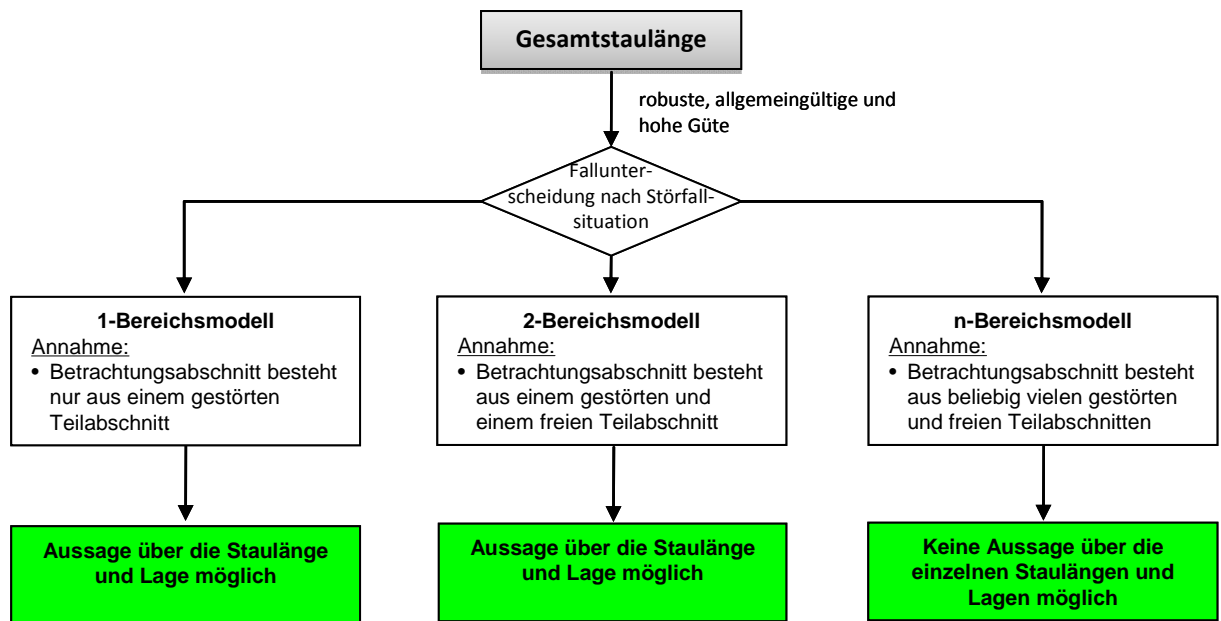 Gesamtstaulänge
robuste, allgemeingültige und
hohe Güte
Fallunter-
scheidung nach Störfall-
situation
1-Bereichsmodell
Annahme:
• Betrachtungsabschnitt besteht
nur aus einem gestörten
Teilabschnitt
2-Bereichsmodell
Annahme:
• Betrachtungsabschnitt besteht
aus einem gestörten und
einem freien Teilabschnitt
n-Bereichsmodell
Annahme:
• Betrachtungsabschnitt besteht
aus beliebig vielen gestörten
und freien Teilabschnitten
Aussage über die Staulänge
und Lage möglich
Aussage über die Staulänge
und Lage möglich
Keine Aussage über die
einzelnen Staulängen und
Lagen möglich